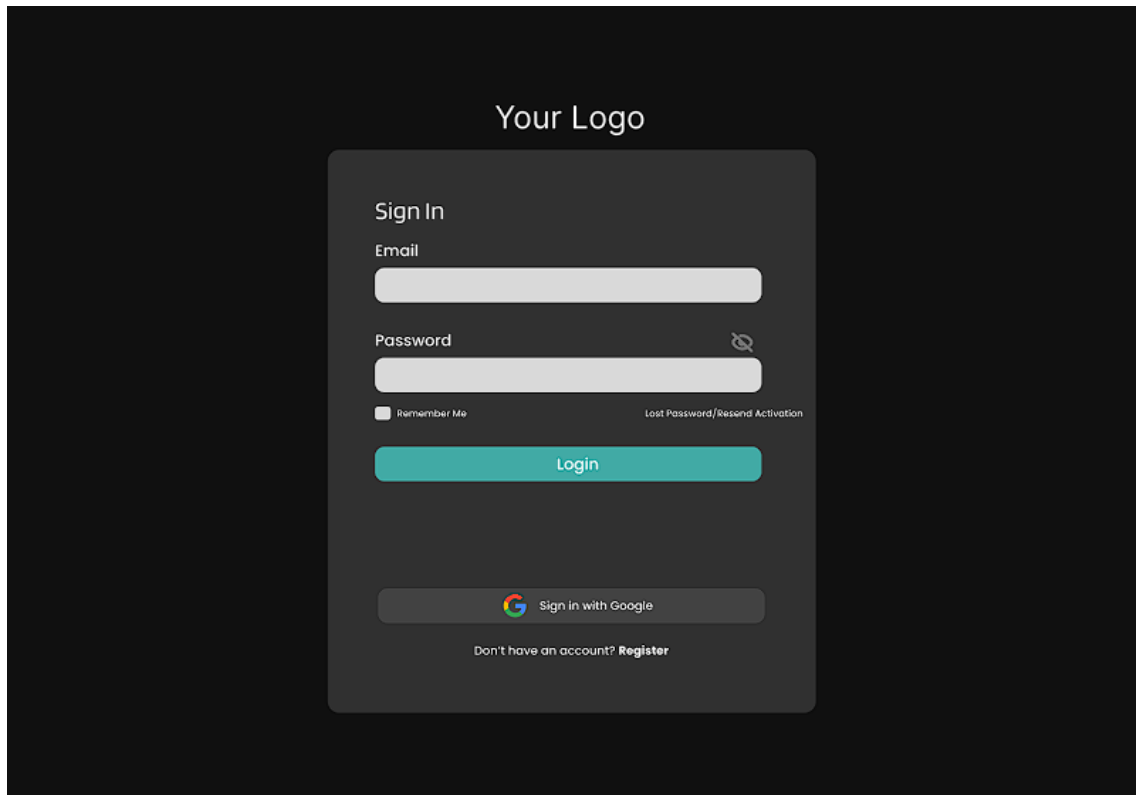 Your Logo
Sign In
Email
Password
Remember Me
Lost Password/Resend Activation
Login
Sign in with Google
Don't have an account? Register